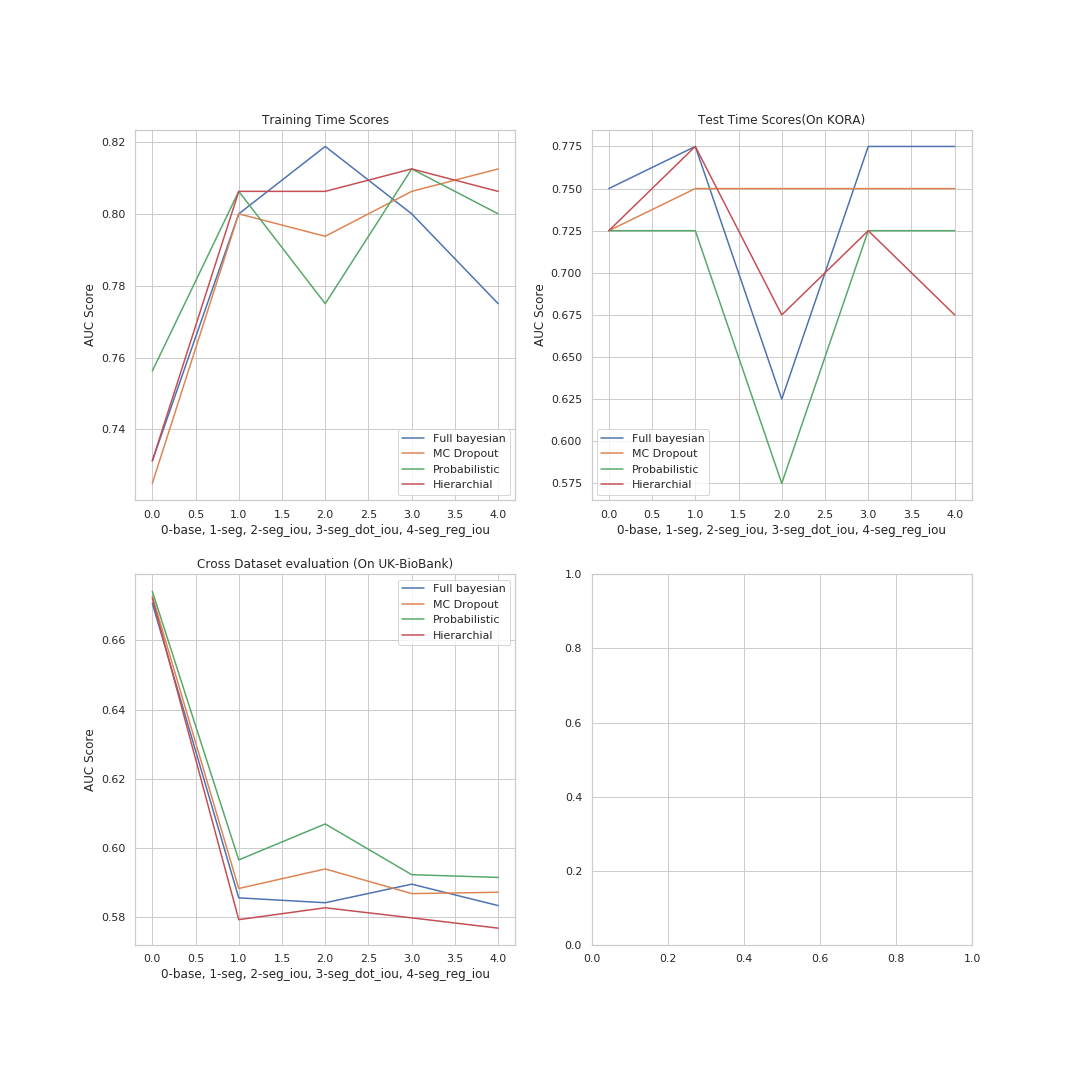 Training Time Scores
0.82
0.80
0.78
0.76
0.74
AUC Score
Full bayesian
MC Dropout
Probabilistic
Hierarchial
0.0 0.5 1.0 1.5 2.0 2.5 3.0 3.5 4.0
0-base, 1-seg, 2-seg_iou, 3-seg_dot_iou, 4-seg_reg_iou
Test Time Scores(On KORA)
0.775
0.750
0.725
0.700
0.675
0.650
0.625
0.600
0.575
AUC Score
Full bayesian
MC Dropout
Probabilistic
Hierarchial
0.0 0.5 1.0 1.5 2.0 2.5 3.0 3.5 4.0
0-base, 1-seg, 2-seg_iou, 3-seg_dot_iou, 4-seg_reg_iou
Cross Dataset evaluation (On UK-BioBank)
0.66
0.64
0.62
0.60
0.58
AUC Score
Full bayesian
MC Dropout
Probabilistic
Hierarchial
0.0 0.5 1.0 1.5 2.0 2.5 3.0 3.5 4.0
0-base, 1-seg, 2-seg_iou, 3-seg_dot_iou, 4-seg_reg_iou
1.0
0.8
0.6
0.4
0.2
0.0
0.0 0.2 0.4 0.6 0.8 1.0